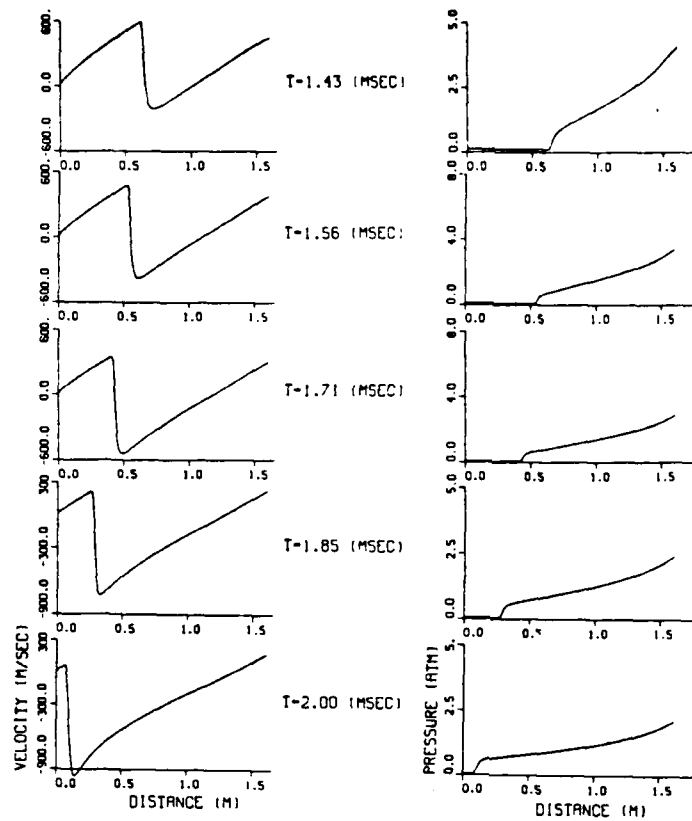 -600.0 0.0 600.
0.0 0.5 1.0 1.5
T=1.43 (MSEC)
0.0 2.5 5.0
0.0 0.5 1.0 1.5
-600.0 0.0 600
0.0 0.5 1.0 1.5
T=1.56 (MSEC)
0.0 4.0 8.0
0.0 0.5 1.0 1.5
-600.0 0.0 600
0.0 0.5 1.0 1.5
T=1.71 (MSEC)
0.0 4.0 8.0
0.0 0.5 1.0 1.5
-900.0 -300.0 300
0.0 0.5 1.0 1.5
T=1.85 (MSEC)
0.0 2.5 5.
0.0 0.5 1.0 1.5
VELOCITY (M/SEC)
-900.0 -300.0 300
0.0 0.5 1.0 1.5
DISTANCE (M)
T=2.00 (MSEC)
PRESSURE (ATM)
0.0 2.5 5.
0.0 0.5 1.0 1.5
DISTANCE (M)